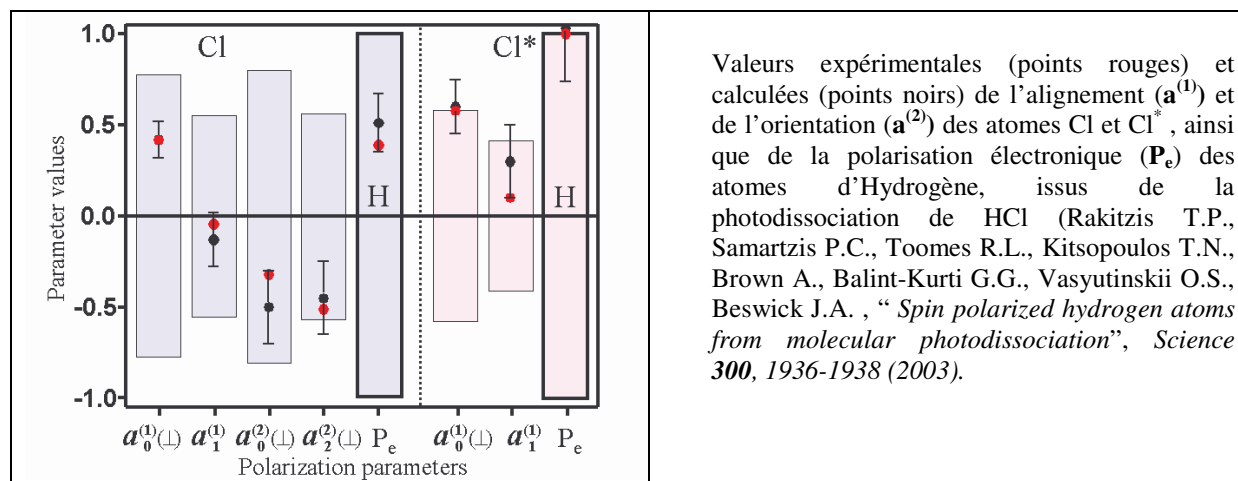 1.0
0.5
0.0
-0.5
-1.0
Parameter values
Cl
Cl*
H
H
a₀⁽¹⁾(⊥) a₁⁽¹⁾ a₀⁽²⁾(⊥) a₂⁽²⁾(⊥) Pₑ a₀⁽¹⁾(⊥) a₁⁽¹⁾ Pₑ
Polarization parameters
Valeurs expérimentales (points rouges) et
calculées (points noirs) de l’alignement (a⁽¹⁾) et
de l’orientation (a⁽²⁾) des atomes Cl et Cl* , ainsi
que de la polarisation électronique (Pₑ) des
atomes d’Hydrogène, issus de la
photodissociation de HCl (Rakitzis T.P.,
Samartzis P.C., Toomes R.L., Kitsopoulos T.N.,
Brown A., Balint-Kurti G.G., Vasyutinskii O.S.,
Beswick J.A. , “ Spin polarized hydrogen atoms
from molecular photodissociation”, Science
300, 1936-1938 (2003).